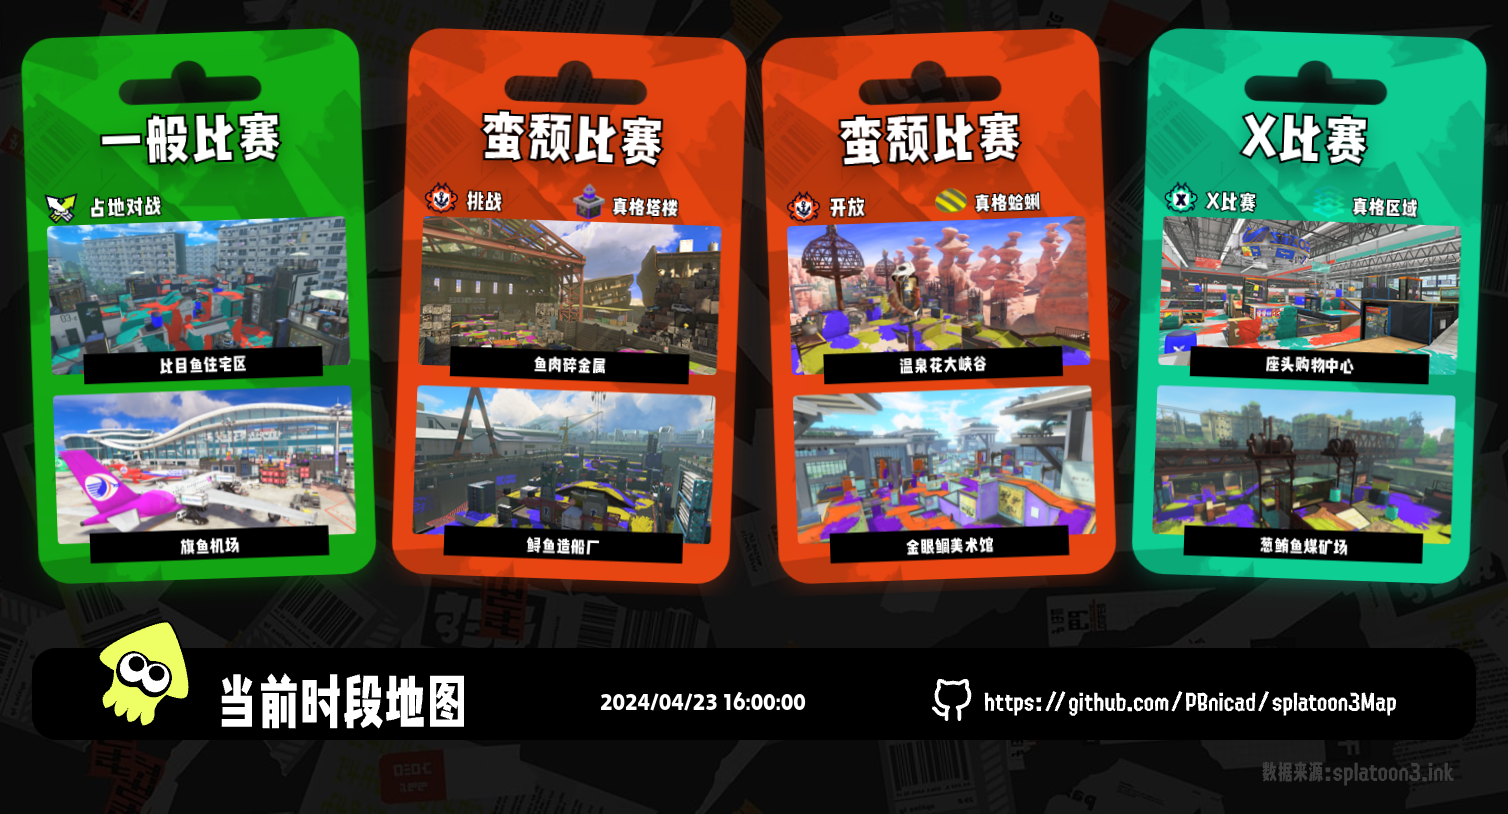 一般比赛
占地对战
比目鱼住宅区
旗鱼机场
蛮颓比赛
挑战
真格塔楼
鱼肉碎金属
鲟鱼造船厂
蛮颓比赛
开放
真格蛤蜊
温泉花大峡谷
金眼鲷美术馆
X比赛
X比赛
真格区域
座头购物中心
葱鲔鱼煤矿场
当前时段地图
2024/04/23 16:00:00
https://github.com/PBnicad/splatoon3Map
数据来源:splatoon3.ink